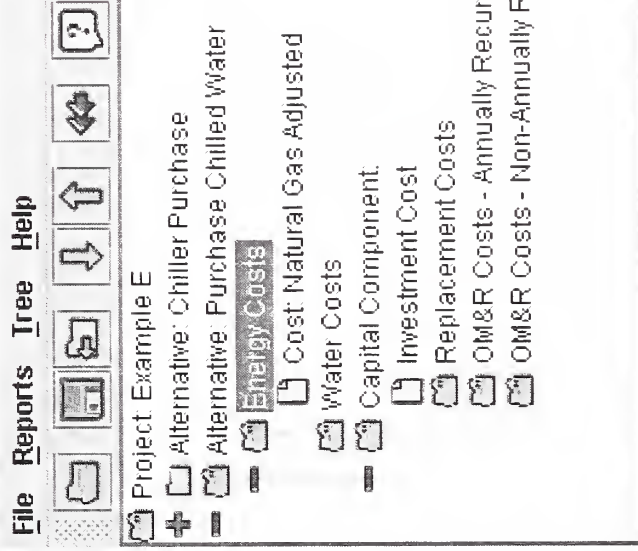 File Reports Tree Help
?
Project: Example E
Alternative: Chiller Purchase
Alternative: Purchase Chilled Water
Energy Costs
Cost: Natural Gas Adjusted
Water Costs
Capital Component:
Investment Cost
Replacement Costs
OM&R Costs - Annually Recur
OM&R Costs - Non-Annually R